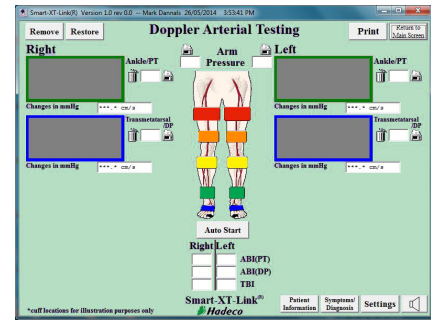 Smart-XT-Link(R) Version 1.0 rev 0.0 -- Mark Dannals 26/05/2014 3:53:41 PM
Remove Restore Doppler Arterial Testing Print Return to Main Screen
Right Arm Pressure Left
Ankle/PT Ankle/PT
Changes in mmHg ***.* cm/s Changes in mmHg ***.* cm/s
Transmetatarsal /DP Transmetatarsal /DP
Changes in mmHg ***.* cm/s Changes in mmHg ***.* cm/s
Auto Start
Right Left
ABI(PT)
ABI(DP)
TBI
*cuff locations for illustration purposes only Smart-XT-Link(R) Hadeco Patient Information Symptoms/ Diagnosis Settings